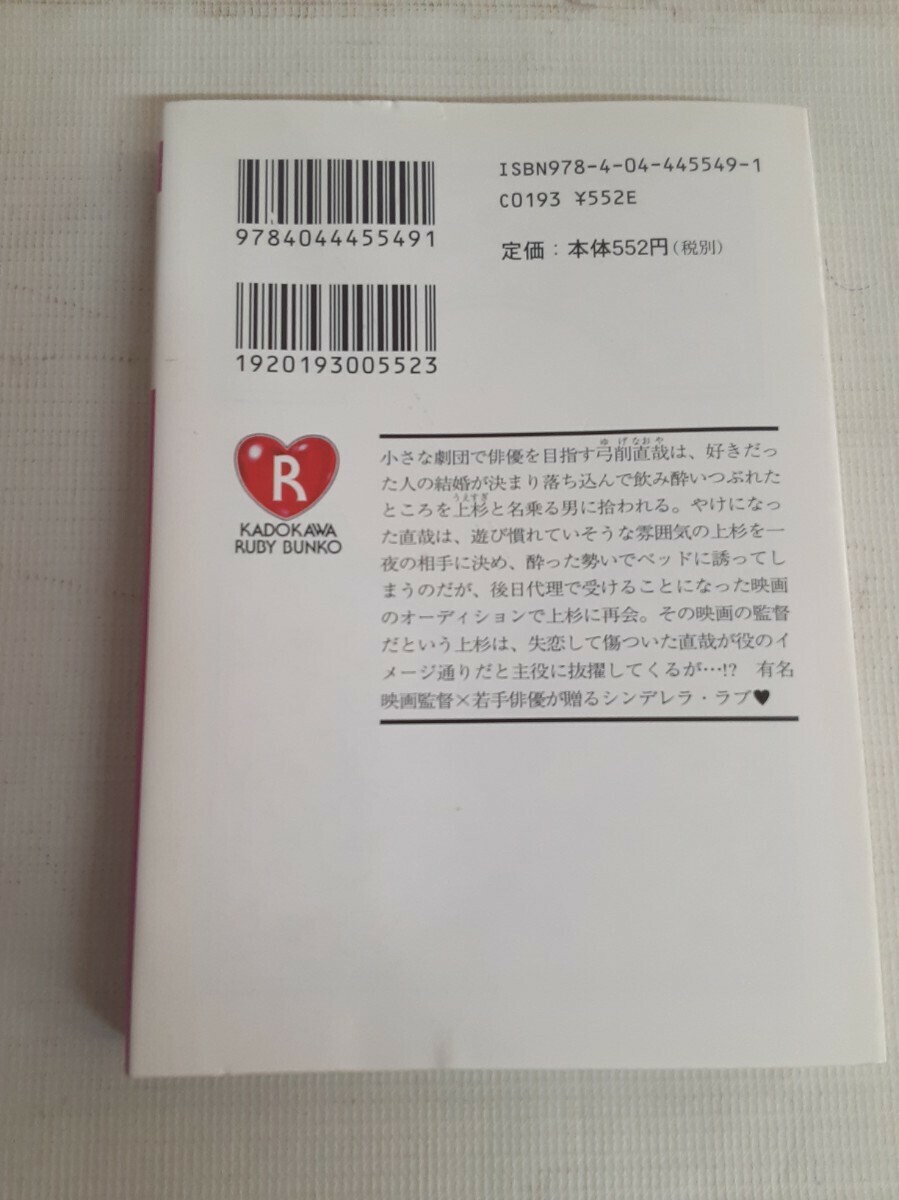 ISBN978-4-04-445549-1
C0193 ¥552E
9784044455491
定価：本体552円（税別）
1920193005523
R
KADOKAWA
RUBY BUNKO
ゆげなおや
小さな劇団で俳優を目指す弓削直哉は、好きだっ
た人の結婚が決まり落ち込んで飲み酔いつぶれた
うえすぎ
ところを上杉と名乗る男に拾われる。やけになっ
た直哉は、遊び慣れていそうな雰囲気の上杉を一
夜の相手に決め、酔った勢いでベッドに誘ってし
まうのだが、後日代理で受けることになった映画
のオーディションで上杉に再会。その映画の監督
だという上杉は、失恋して傷ついた直哉が役のイ
メージ通りだと主役に抜擢してくるが…!?　有名
映画監督×若手俳優が贈るシンデレラ・ラブ♥